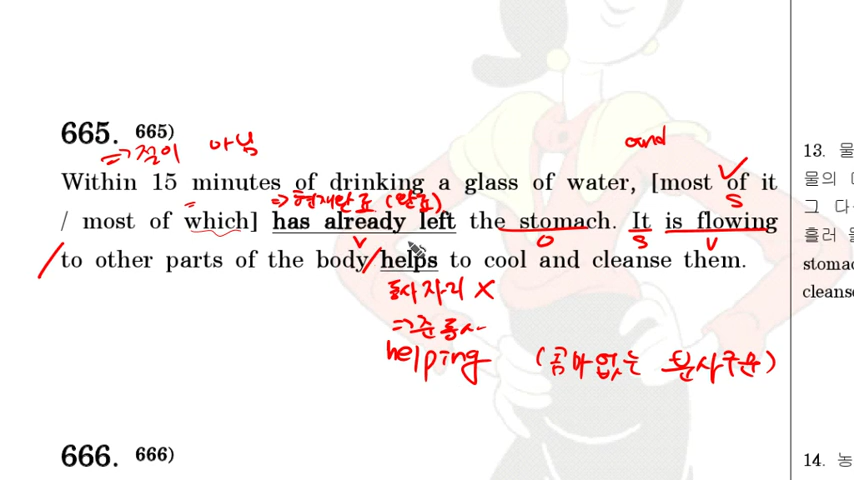 665. 665)
⇒ 절이 아님
and
Within 15 minutes of drinking a glass of water, [most of it
⇒ 현재완료 (완료)
S
/ most of which] has already left the stomach. It is flowing
V
O
S
V
/ to other parts of the body / helps to cool and cleanse them.
동사 자리 X
⇒ 준동사
helping (콤마없는 분사구문)
666. 666)
13. 물
물의 
그 다
흘러 
stomac
cleanse
14. 농